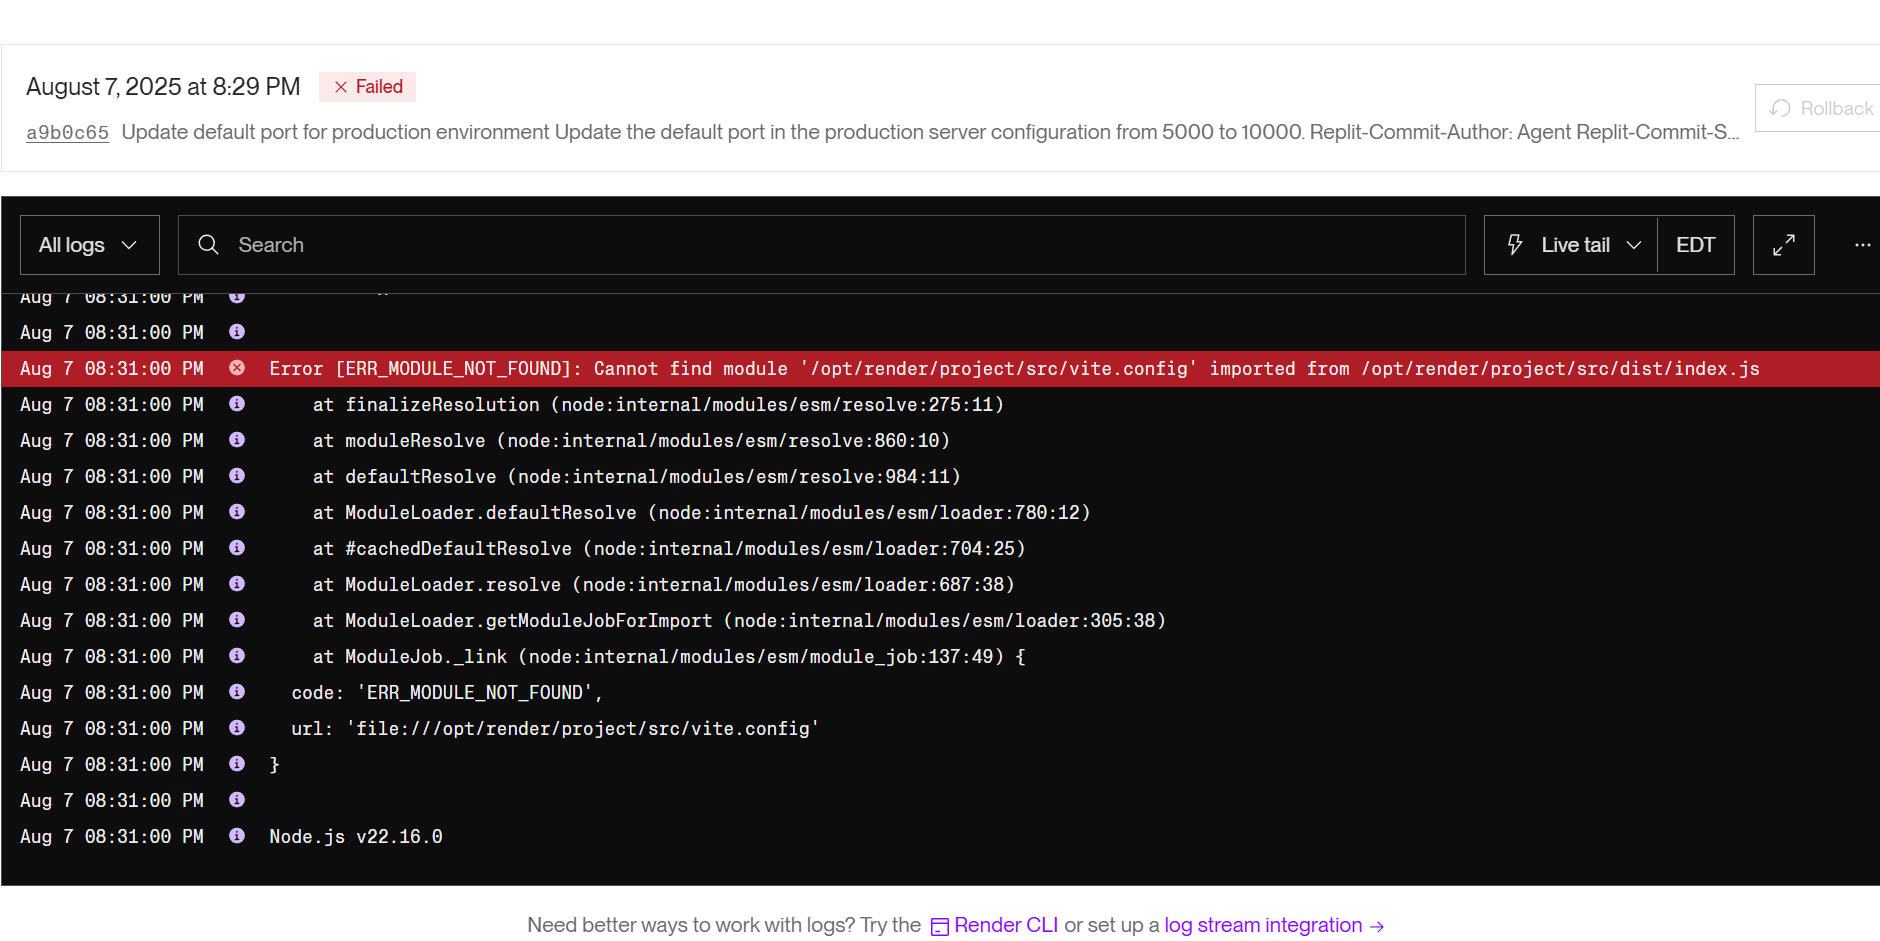 August 7, 2025 at 8:29 PM Failed
a9b0c65 Update default port for production environment Update the default port in the production server configuration from 5000 to 10000. Replit-Commit-Author: Agent Replit-Commit-S...
Rollback
All logs Search Live tail EDT ...
Aug 7 08:31:00 PM
Aug 7 08:31:00 PM
Aug 7 08:31:00 PM Error [ERR_MODULE_NOT_FOUND]: Cannot find module '/opt/render/project/src/vite.config' imported from /opt/render/project/src/dist/index.js
Aug 7 08:31:00 PM at finalizeResolution (node:internal/modules/esm/resolve:275:11)
Aug 7 08:31:00 PM at moduleResolve (node:internal/modules/esm/resolve:860:10)
Aug 7 08:31:00 PM at defaultResolve (node:internal/modules/esm/resolve:984:11)
Aug 7 08:31:00 PM at ModuleLoader.defaultResolve (node:internal/modules/esm/loader:780:12)
Aug 7 08:31:00 PM at #cachedDefaultResolve (node:internal/modules/esm/loader:704:25)
Aug 7 08:31:00 PM at ModuleLoader.resolve (node:internal/modules/esm/loader:687:38)
Aug 7 08:31:00 PM at ModuleLoader.getModuleJobForImport (node:internal/modules/esm/loader:305:38)
Aug 7 08:31:00 PM at ModuleJob._link (node:internal/modules/esm/module_job:137:49) {
Aug 7 08:31:00 PM code: 'ERR_MODULE_NOT_FOUND',
Aug 7 08:31:00 PM url: 'file:///opt/render/project/src/vite.config'
Aug 7 08:31:00 PM }
Aug 7 08:31:00 PM
Aug 7 08:31:00 PM Node.js v22.16.0
Need better ways to work with logs? Try the Render CLI or set up a log stream integration →